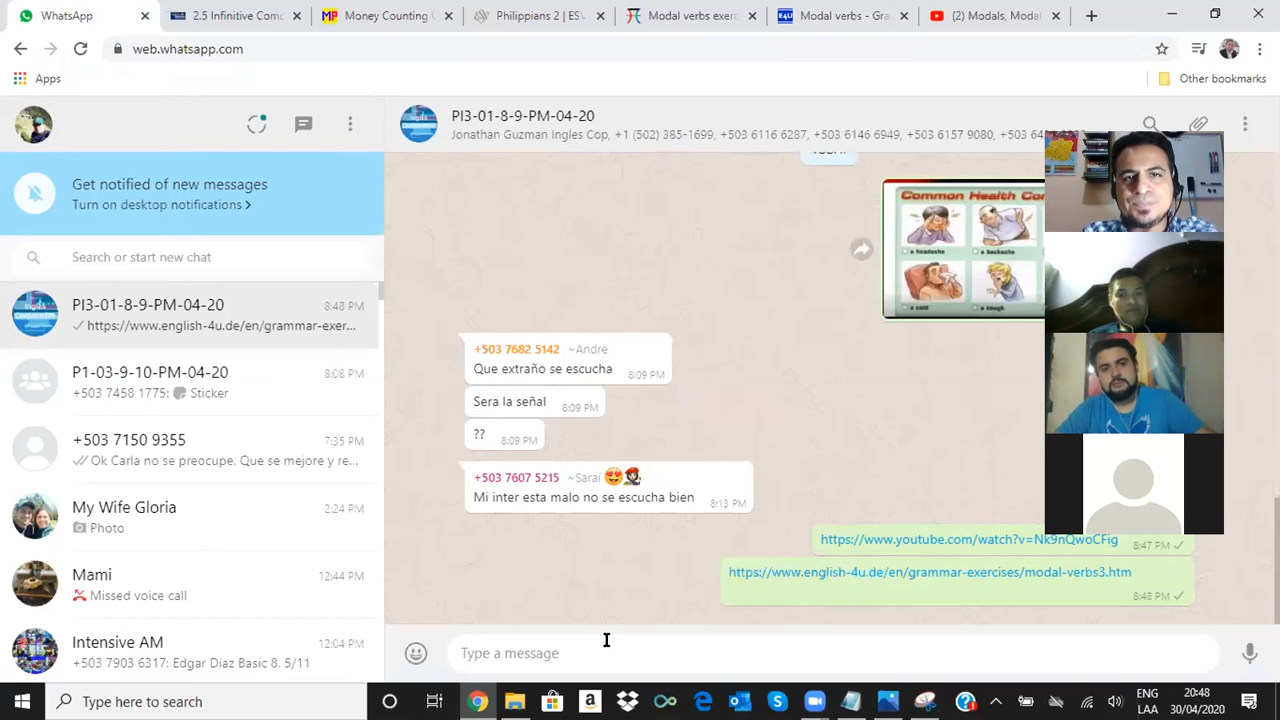 WhatsApp
2.5 Infinitive Com
Money Counting
Philippians 2 | ES
Modal verbs exer
E4U
Modal verbs - Gra
(2) Modals, Modal
web.whatsapp.com
Apps
Other bookmarks
PI3-01-8-9-PM-04-20
Jonathan Guzman Ingles Cop, +1 (502) 385-1699, +503 6116 6287, +503 6146 6949, +503 6157 9080, +503
Get notified of new messages
Turn on desktop notifications
Search or start new chat
PI3-01-8-9-PM-04-20
8:48 PM
https://www.english-4u.de/en/grammar-exer...
P1-03-9-10-PM-04-20
8:08 PM
+503 7458 1775: Sticker
+503 7150 9355
7:35 PM
Ok Carla no se preocupe. Que se mejore y re...
My Wife Gloria
2:24 PM
Photo
Mami
12:44 PM
Missed voice call
Intensive AM
12:04 PM
+503 7903 6317: Edgar Díaz Basic 8, 5/11
Common Health Co
a headache
a backache
a cold
a cough
+503 7682 5142 ~Andre
Que extraño se escucha
8:09 PM
Sera la señal
8:09 PM
??
8:09 PM
+503 7607 5215 ~Saraí
Mi inter esta malo no se escucha bien
8:13 PM
https://www.youtube.com/watch?v=Nk9nQwoCFig
8:47 PM
https://www.english-4u.de/en/grammar-exercises/modal-verbs3.htm
8:48 PM
Type a message
Type here to search
ENG
LAA
20:48
30/04/2020